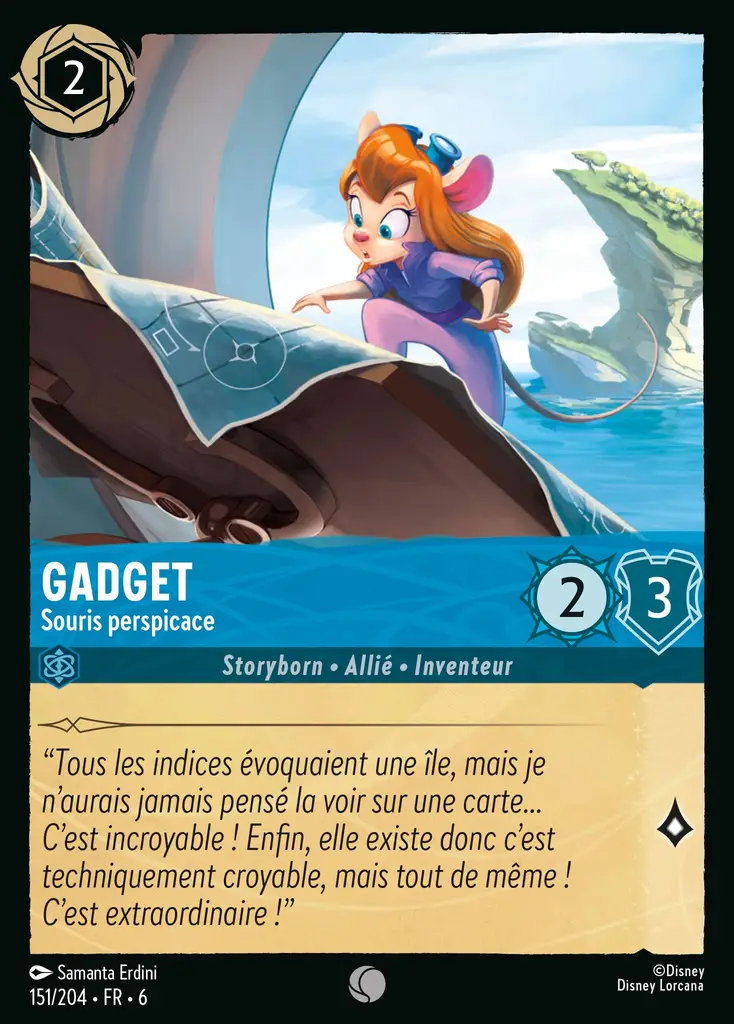 2
GADGET
Souris perspicace
2
3
Storyborn • Allié • Inventeur
“Tous les indices évoquaient une île, mais je
n’aurais jamais pensé la voir sur une carte...
C’est incroyable ! Enfin, elle existe donc c’est
techniquement croyable, mais tout de même !
C’est extraordinaire !”
Samanta Erdini
151/204 • FR • 6
©Disney
Disney Lorcana